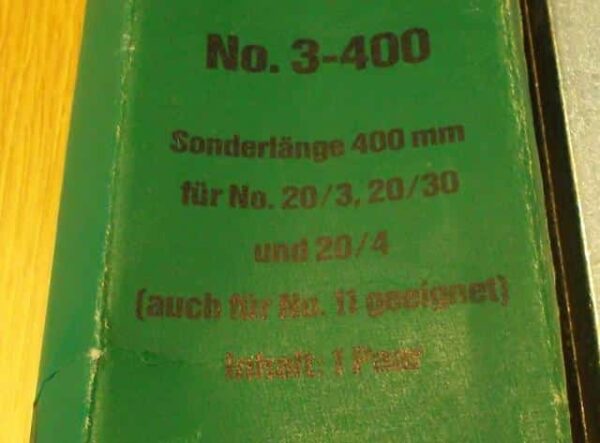 No. 3-400
Sonderlänge 400 mm
für No. 20/3, 20/30
und 20/4
(auch für No. 11 geeignet)
Inhalt: 1 Paar